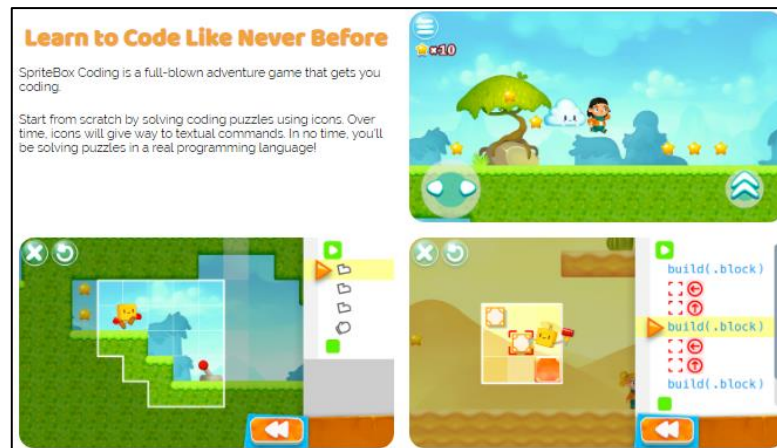 Learn to Code Like Never Before
SpriteBox Coding is a full-blown adventure game that gets you
coding.
Start from scratch by solving coding puzzles using icons. Over
time, icons will give way to textual commands. In no time, you'll
be solving puzzles in a real programming language!
x10
build(.block)
build(.block)
build(.block)